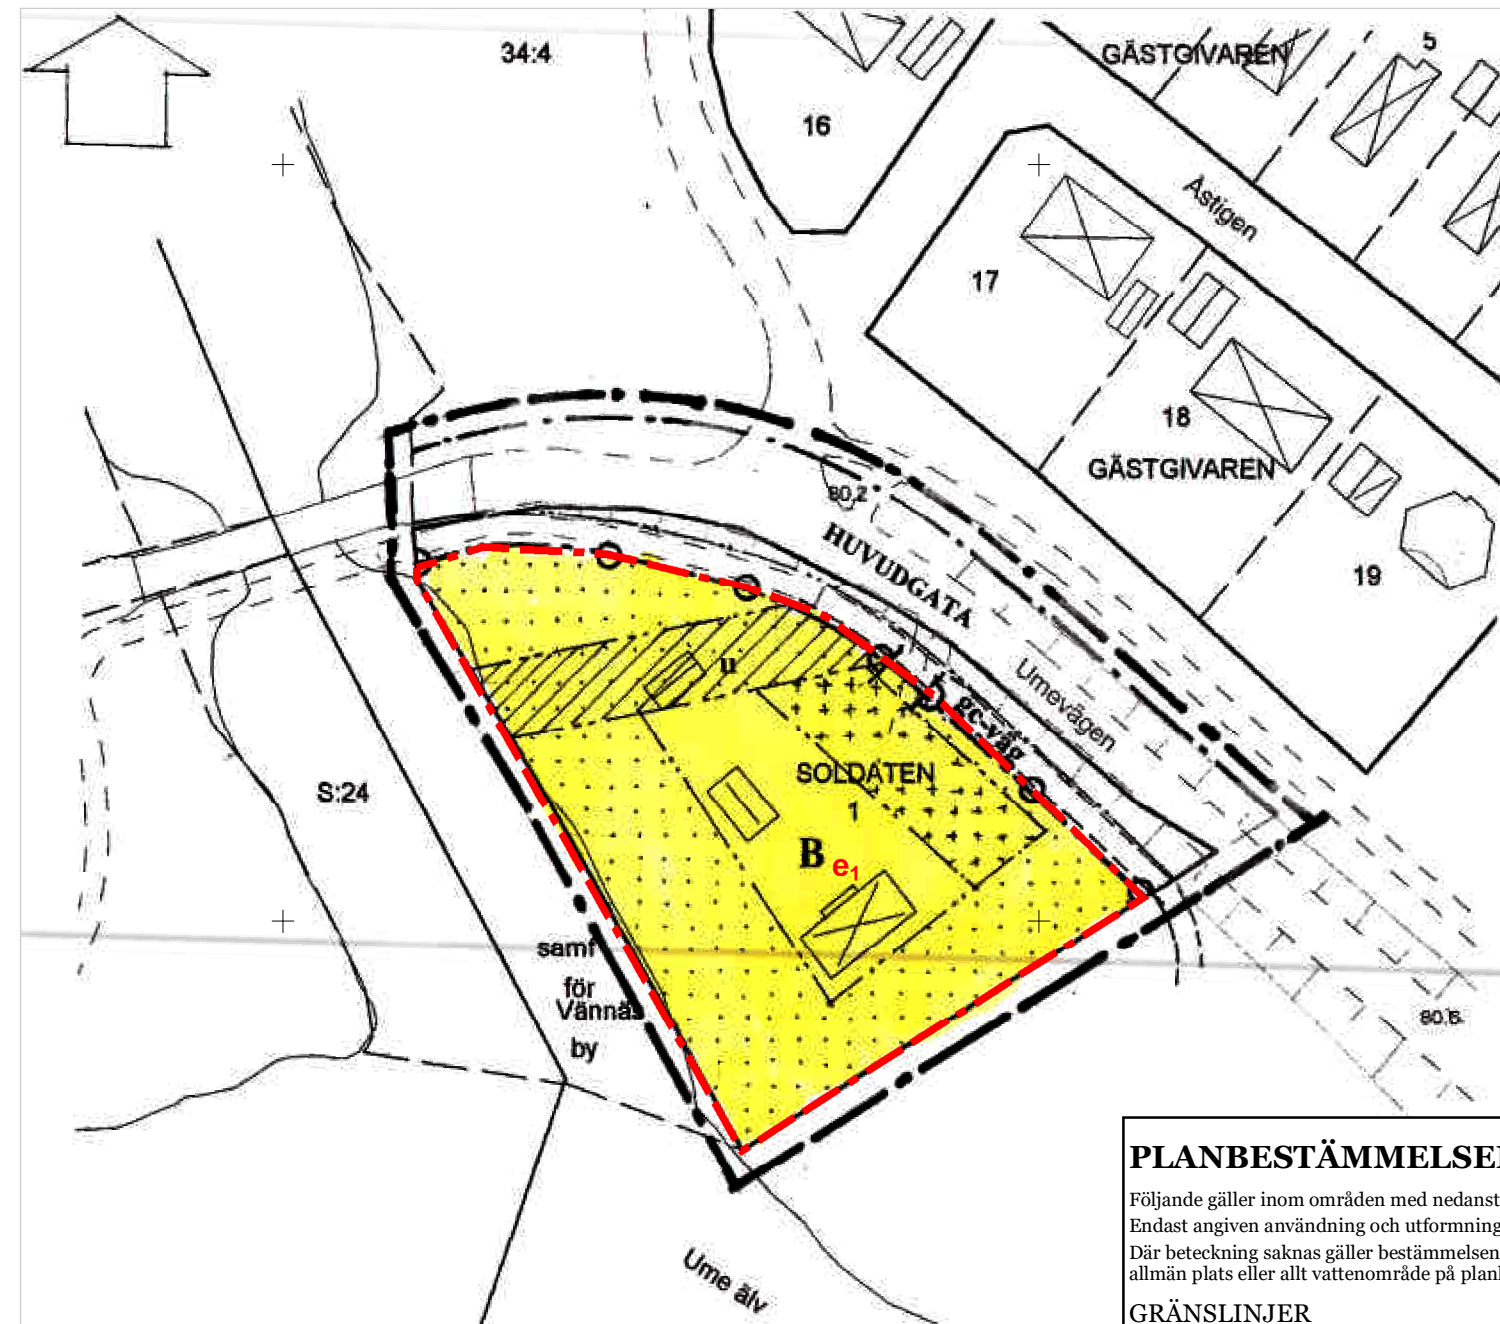 34:4
GÄSTGIVAREN
5
16
Åstigen
17
18
GÄSTGIVAREN
80,2
HUVUDGATA
19
Umevägen
u
gc-väg
S:24
SOLDATEN
1
B e1
samf
för
Vännäs
by
80,6
Ume älv
PLANBESTÄMMELSE
Följande gäller inom områden med nedanst
Endast angiven användning och utformning
Där beteckning saknas gäller bestämmelsen
allmän plats eller allt vattenområde på plan
GRÄNSLINJER